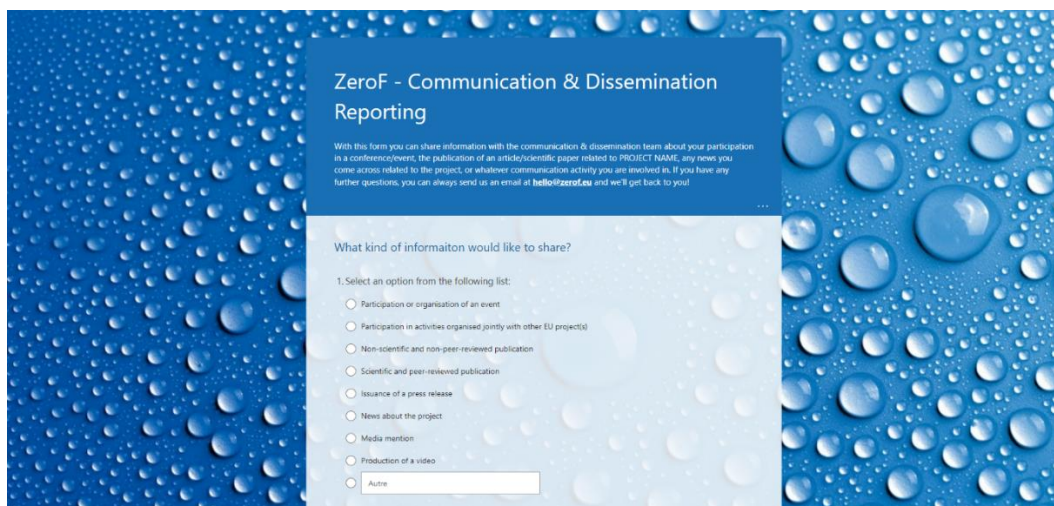 ZeroF - Communication & Dissemination
Reporting
With this form you can share information with the communication & dissemination team about your participation
in a conference/event, the publication of an article/scientific paper related to PROJECT NAME, any news you
come across related to the project, or whatever communication activity you are involved in. If you have any
further questions, you can always send us an email at hello@zerof.eu and we'll get back to you!
...
What kind of informaiton would like to share?
1. Select an option from the following list:
Participation or organisation of an event
Participation in activities organised jointly with other EU project(s)
Non-scientific and non-peer-reviewed publication
Scientific and peer-reviewed publication
Issuance of a press release
News about the project
Media mention
Production of a video
Autre